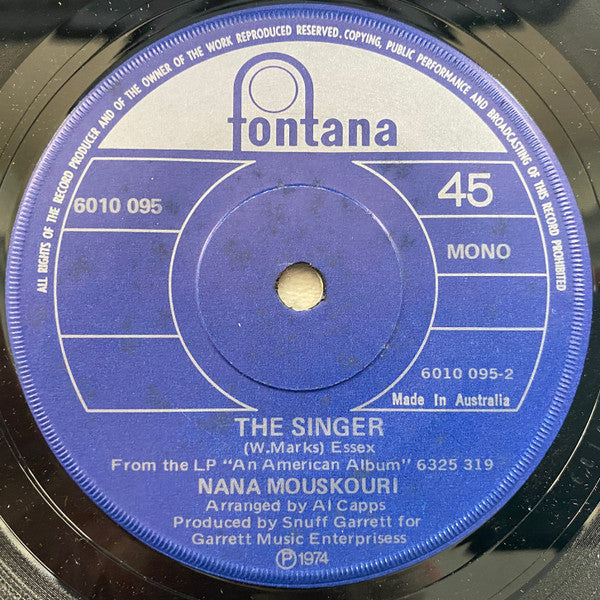 ALL RIGHTS OF THE RECORD PRODUCER AND OF THE OWNER OF THE WORK REPRODUCED RESERVED. COPYING, PUBLIC PERFORMANCE AND BROADCASTING OF THIS RECORD PROHIBITED
fontana
6010 095
45
MONO
6010 095-2
Made In Australia
THE SINGER
(W.Marks) Essex
From the LP "An American Album" 6325 319
NANA MOUSKOURI
Arranged by Al Capps
Produced by Snuff Garrett for
Garrett Music Enterprisess
Ⓟ1974